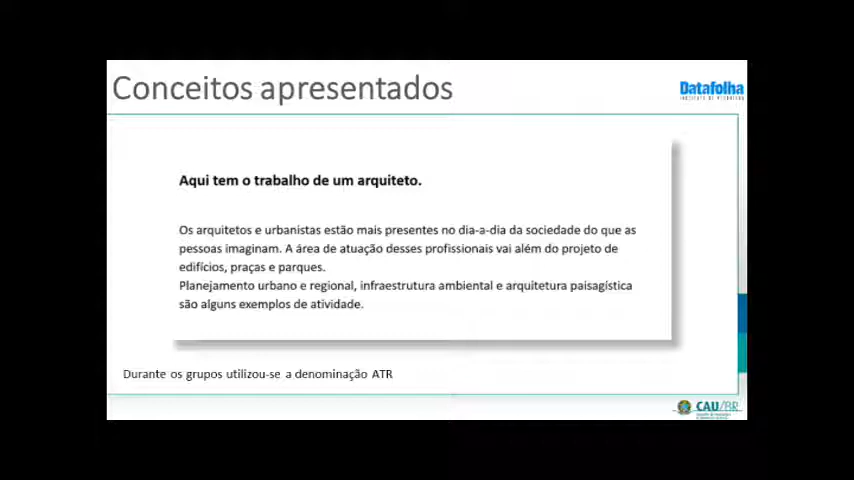 Conceitos apresentados
Datafolha
INSTITUTO DE PESQUISAS
Aqui tem o trabalho de um arquiteto.
Os arquitetos e urbanistas estão mais presentes no dia-a-dia da sociedade do que as
pessoas imaginam. A área de atuação desses profissionais vai além do projeto de
edifícios, praças e parques.
Planejamento urbano e regional, infraestrutura ambiental e arquitetura paisagística
são alguns exemplos de atividade.
Durante os grupos utilizou-se a denominação ATR
CAU/BR